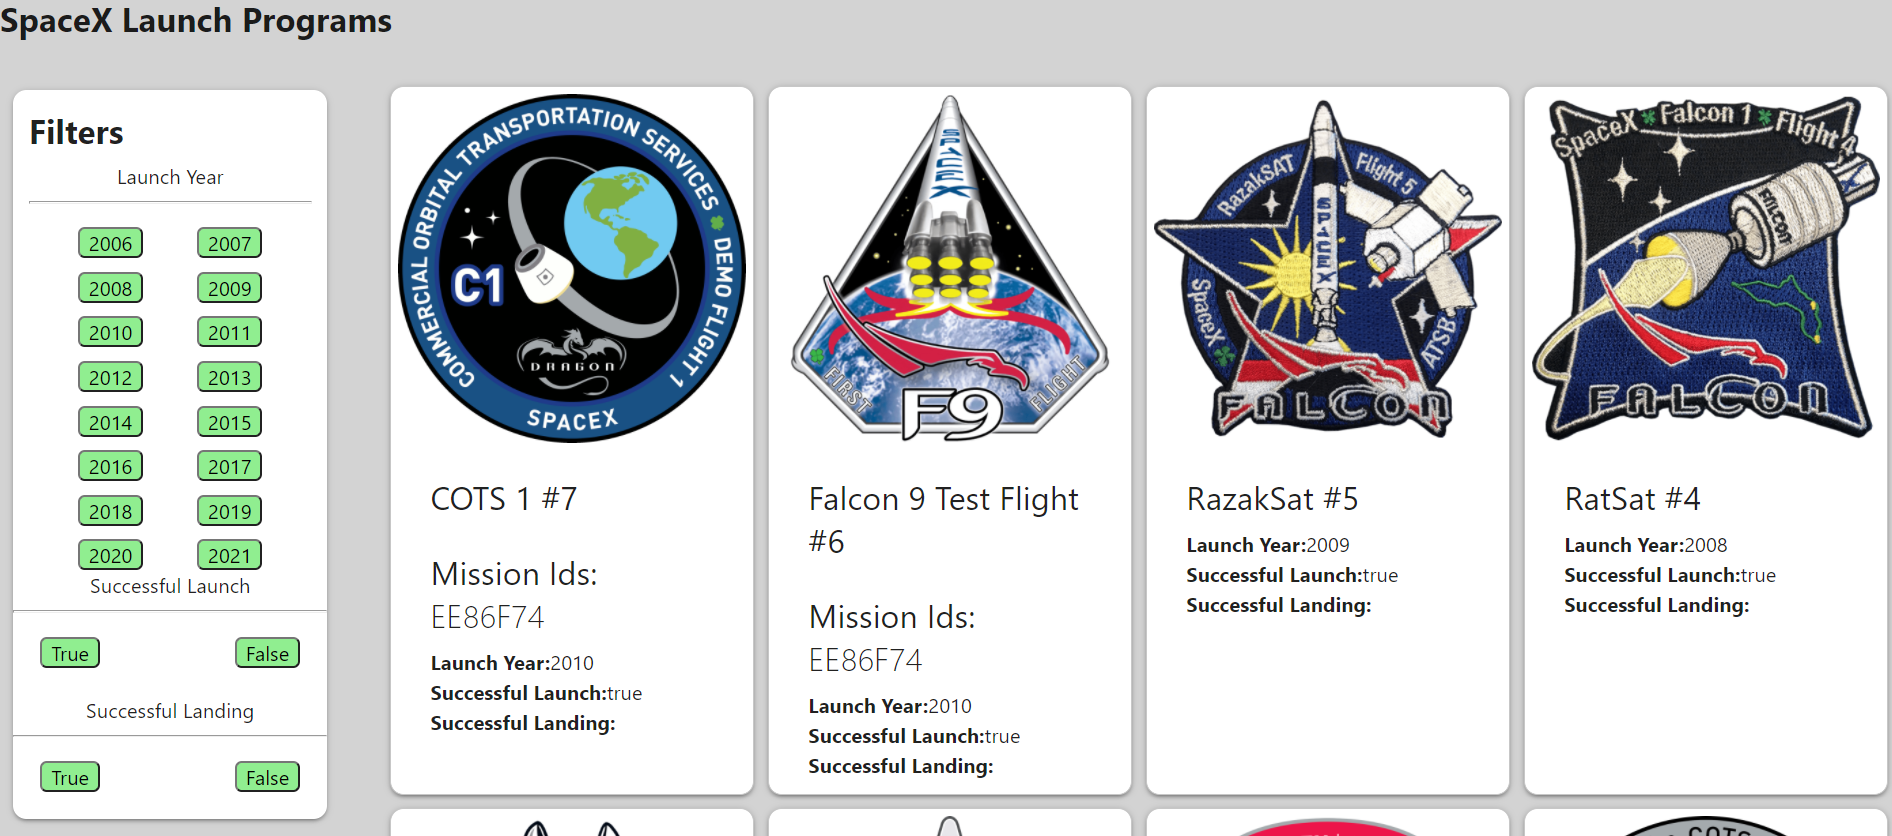 SpaceX Launch Programs
Filters
Launch Year
2006 2007
2008 2009
2010 2011
2012 2013
2014 2015
2016 2017
2018 2019
2020 2021
Successful Launch
True False
Successful Landing
True False
COMMERCIAL ORBITAL TRANSPORTATION SERVICES DEMO FLIGHT 1
C1
DRAGON
SPACEX
COTS 1 #7
Mission Ids:
EE86F74
Launch Year:2010
Successful Launch:true
Successful Landing:
SPACEX
FIRST FLIGHT
F9
Falcon 9 Test Flight
#6
Mission Ids:
EE86F74
Launch Year:2010
Successful Launch:true
Successful Landing:
RazakSAT Flight 5
SPACEX
SpaceX
ATSB
FALCON
RazakSat #5
Launch Year:2009
Successful Launch:true
Successful Landing:
SpaceX Falcon 1 Flight 4
FALCON
FALCON
RatSat #4
Launch Year:2008
Successful Launch:true
Successful Landing:
COTS